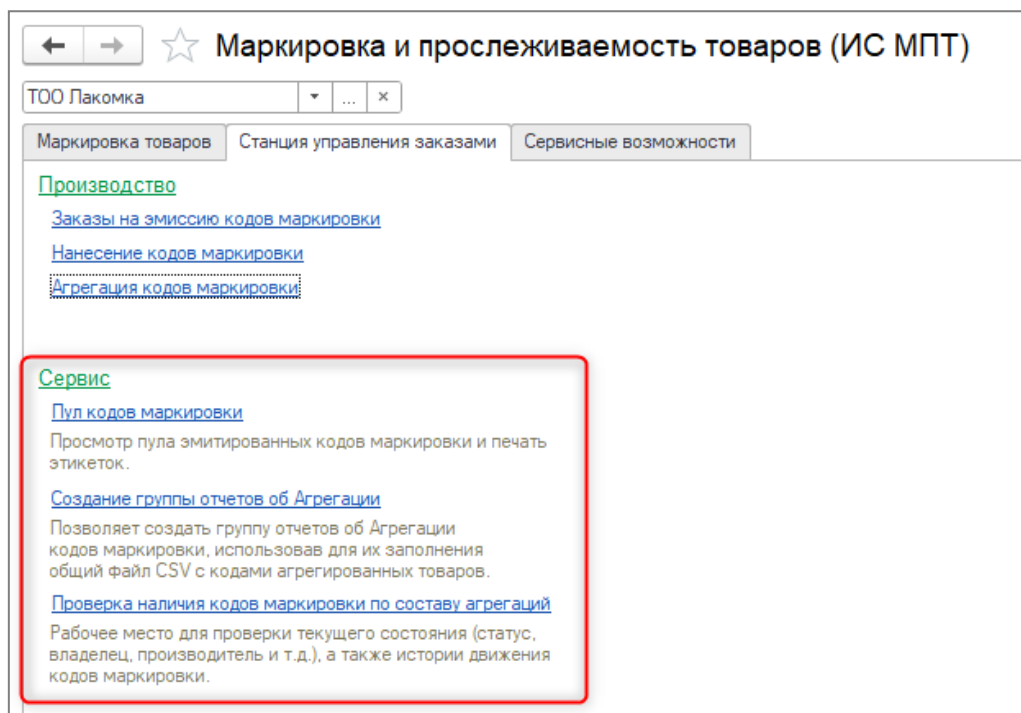 Маркировка и прослеживаемость товаров (ИС МПТ)
ТОО Лакомка
...
×
Маркировка товаров Станция управления заказами Сервисные возможности
Производство
Заказы на эмиссию кодов маркировки
Нанесение кодов маркировки
Агрегация кодов маркировки
Сервис
Пул кодов маркировки
Просмотр пула эмитированных кодов маркировки и печать
этикеток.
Создание группы отчетов об Агрегации
Позволяет создать группу отчетов об Агрегации
кодов маркировки, использовав для их заполнения
общий файл CSV с кодами агрегированных товаров.
Проверка наличия кодов маркировки по составу агрегаций
Рабочее место для проверки текущего состояния (статус,
владелец, производитель и т.д.), а также истории движения
кодов маркировки.